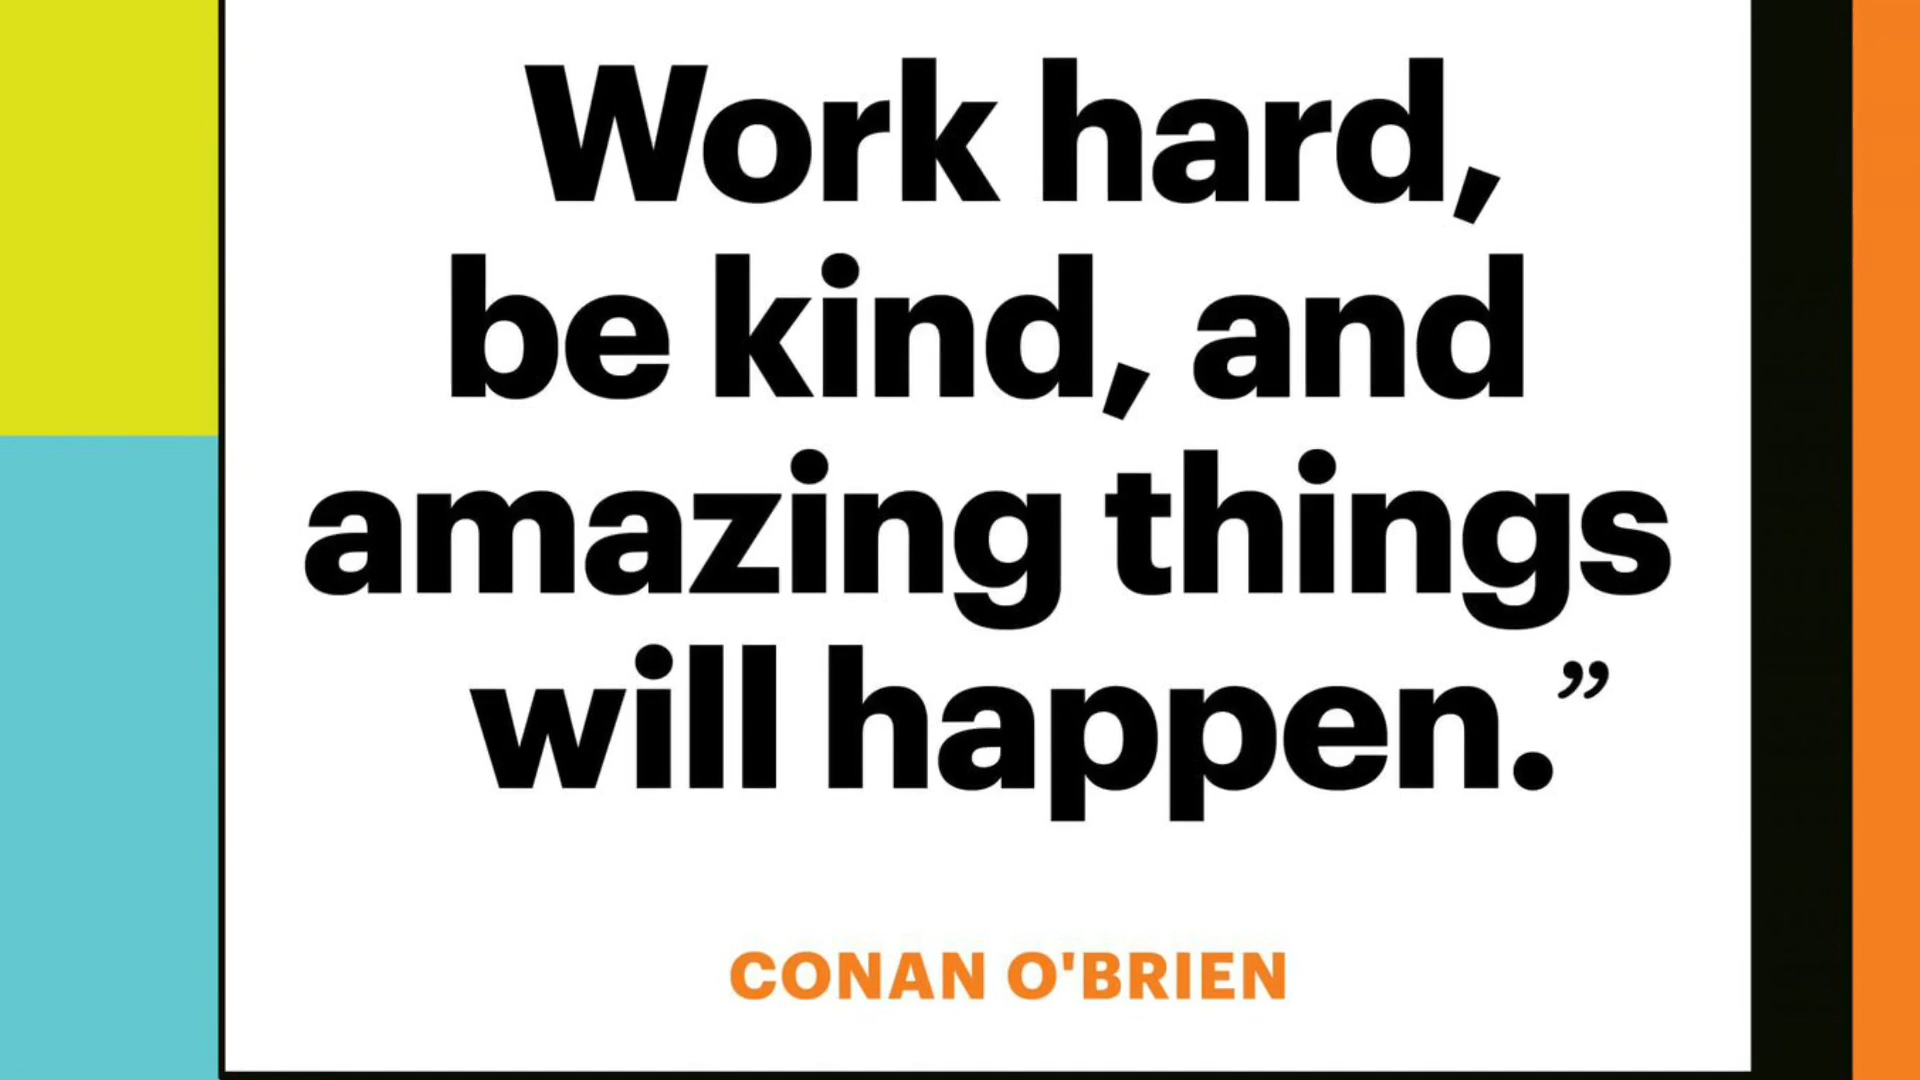 Work hard,
be kind, and
amazing things
will happen.”
CONAN O'BRIEN